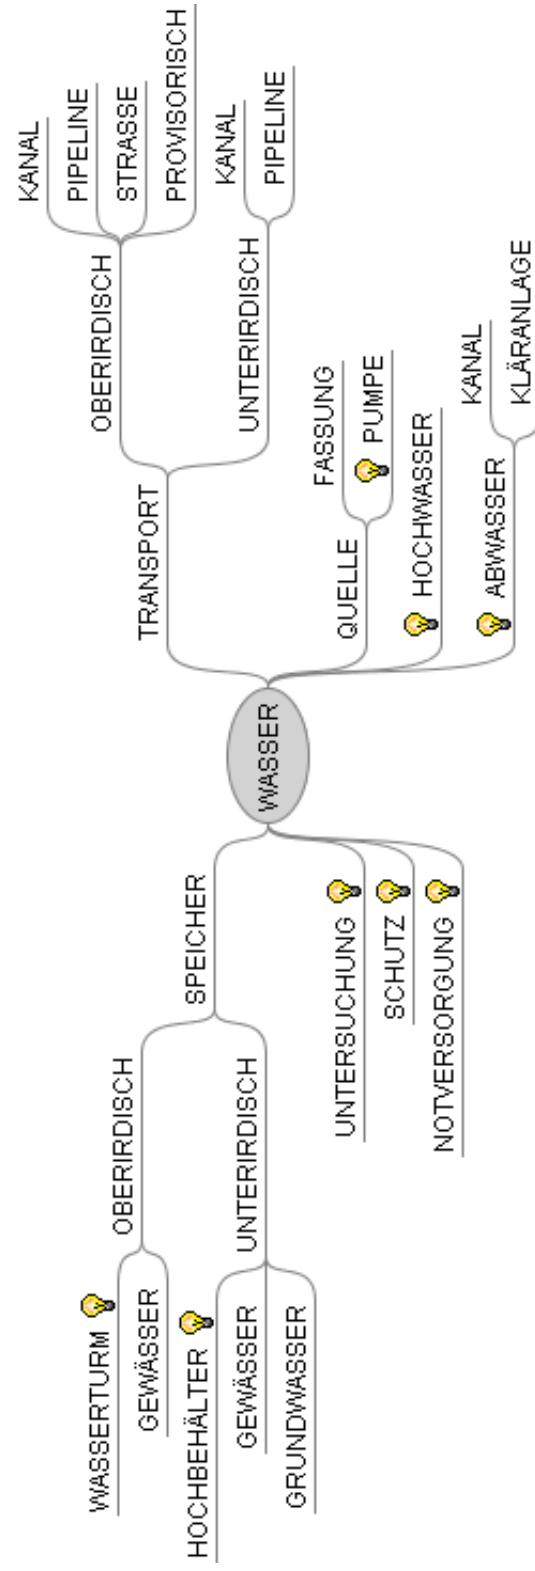 WASSER
TRANSPORT
OBERIRDISCH
KANAL
PIPELINE
STRASSE
PROVISORISCH
UNTERIRDISCH
KANAL
PIPELINE
QUELLE
FASSUNG
PUMPE
HOCHWASSER
ABWASSER
KANAL
KLÄRANLAGE
SPEICHER
OBERIRDISCH
WASSERTURM
GEWÄSSER
UNTERIRDISCH
HOCHBEHÄLTER
GEWÄSSER
GRUNDWASSER
UNTERSUCHUNG
SCHUTZ
NOTVERSORGUNG